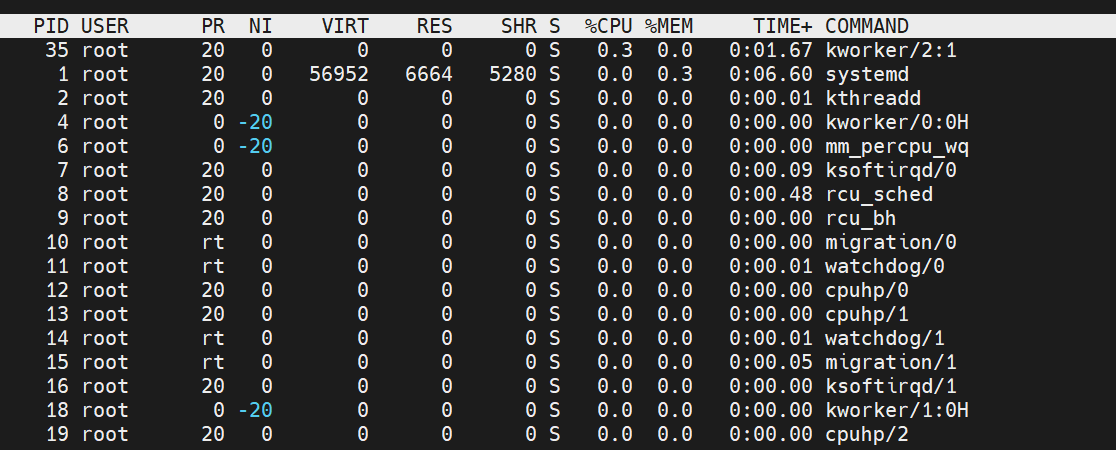 PID USER PR NI VIRT RES SHR S %CPU %MEM TIME+ COMMAND
35 root 20 0 0 0 0 S 0.3 0.0 0:01.67 kworker/2:1
1 root 20 0 56952 6664 5280 S 0.0 0.3 0:06.60 systemd
2 root 20 0 0 0 0 S 0.0 0.0 0:00.01 kthreadd
4 root 0 -20 0 0 0 S 0.0 0.0 0:00.00 kworker/0:0H
6 root 0 -20 0 0 0 S 0.0 0.0 0:00.00 mm_percpu_wq
7 root 20 0 0 0 0 S 0.0 0.0 0:00.09 ksoftirqd/0
8 root 20 0 0 0 0 S 0.0 0.0 0:00.48 rcu_sched
9 root 20 0 0 0 0 S 0.0 0.0 0:00.00 rcu_bh
10 root rt 0 0 0 0 S 0.0 0.0 0:00.00 migration/0
11 root rt 0 0 0 0 S 0.0 0.0 0:00.01 watchdog/0
12 root 20 0 0 0 0 S 0.0 0.0 0:00.00 cpuhp/0
13 root 20 0 0 0 0 S 0.0 0.0 0:00.00 cpuhp/1
14 root rt 0 0 0 0 S 0.0 0.0 0:00.01 watchdog/1
15 root rt 0 0 0 0 S 0.0 0.0 0:00.05 migration/1
16 root 20 0 0 0 0 S 0.0 0.0 0:00.00 ksoftirqd/1
18 root 0 -20 0 0 0 S 0.0 0.0 0:00.00 kworker/1:0H
19 root 20 0 0 0 0 S 0.0 0.0 0:00.00 cpuhp/2